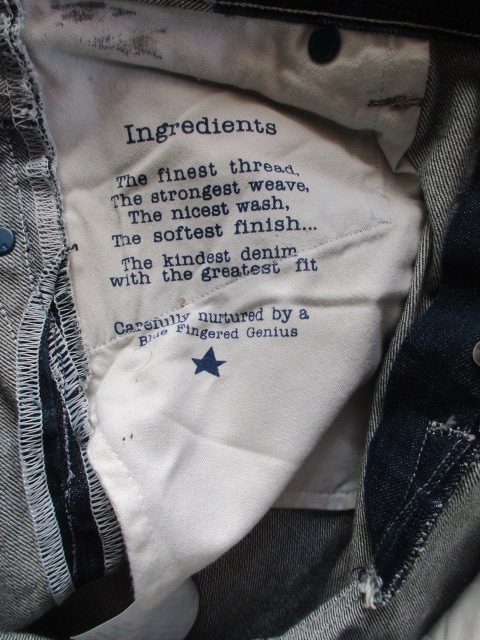 Ingredients
The finest thread,
The strongest weave,
The nicest wash,
The softest finish...
The kindest denim
with the greatest fit
Carefully nurtured by a
Blue Fingered Genius